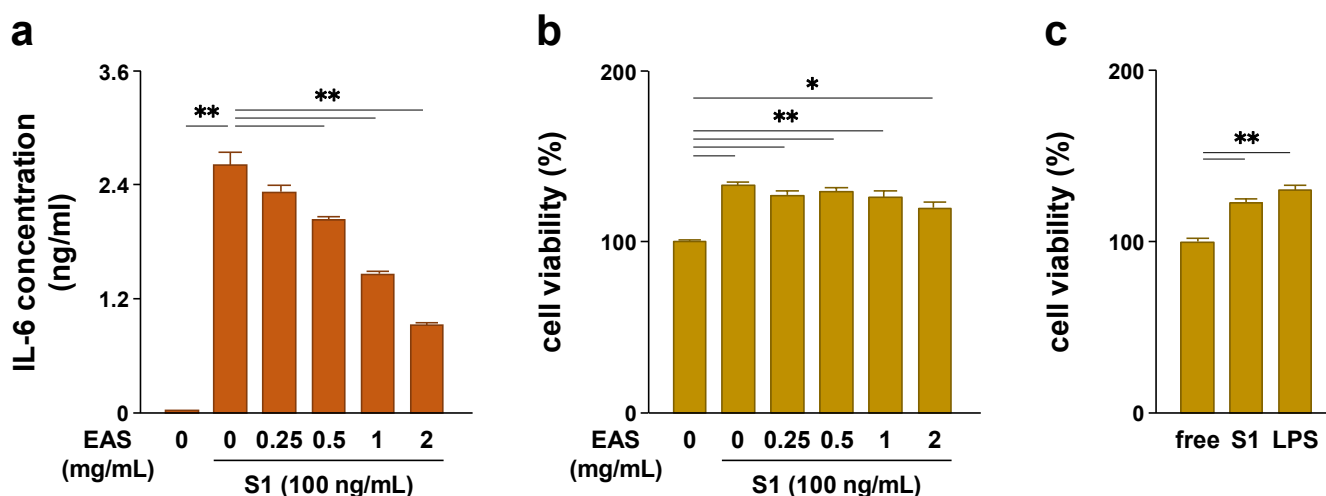 a
IL-6 concentration
(ng/ml)
3.6
2.4
1.2
0
**
**
EAS
(mg/mL)
0 0 0.25 0.5 1 2
S1 (100 ng/mL)
b
cell viability (%)
200
100
0
*
**
EAS
(mg/mL)
0 0 0.25 0.5 1 2
S1 (100 ng/mL)
c
cell viability (%)
200
100
0
**
free S1 LPS